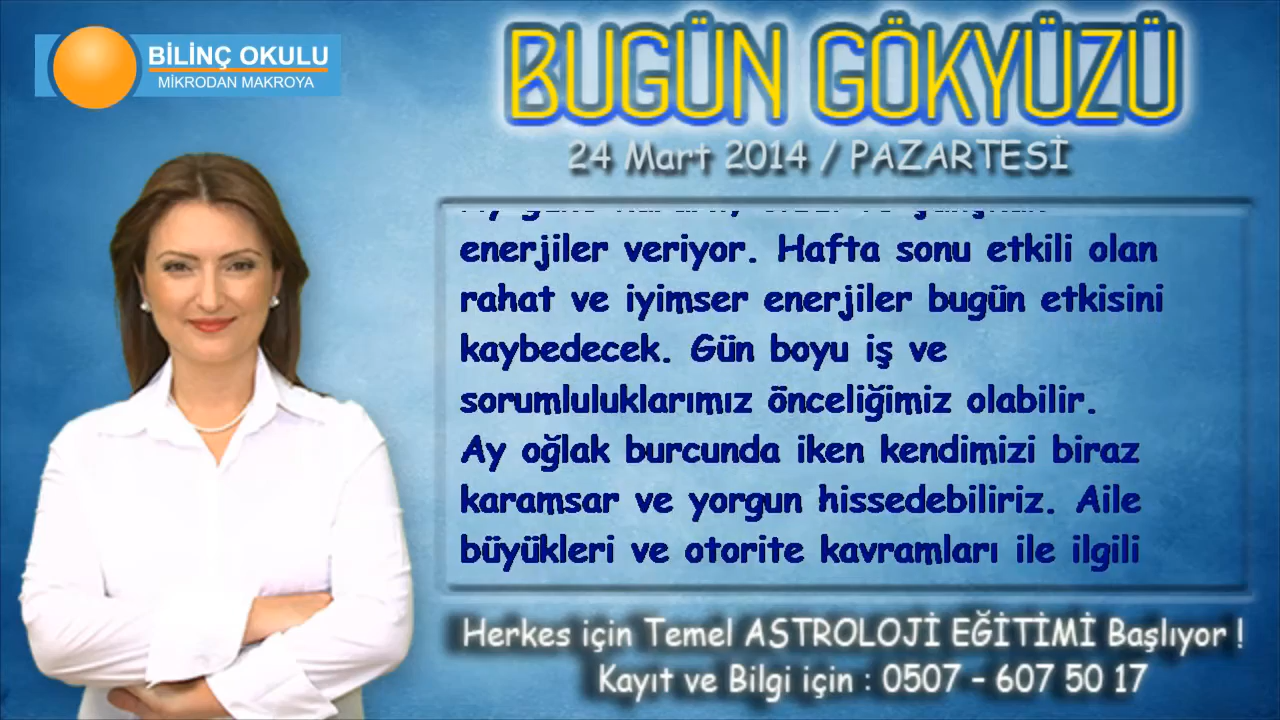 BİLİNÇ OKULU
MİKRODAN MAKROYA
BUGÜN GÖKYÜZÜ
24 Mart 2014 / PAZARTESİ
enerjiler veriyor. Hafta sonu etkili olan
rahat ve iyimser enerjiler bugün etkisini
kaybedecek. Gün boyu iş ve
sorumluluklarımız önceliğimiz olabilir.
Ay oğlak burcunda iken kendimizi biraz
karamsar ve yorgun hissedebiliriz. Aile
büyükleri ve otorite kavramları ile ilgili
Herkes için Temel ASTROLOJİ EĞİTİMİ Başlıyor !
Kayıt ve Bilgi için : 0507 - 607 50 17